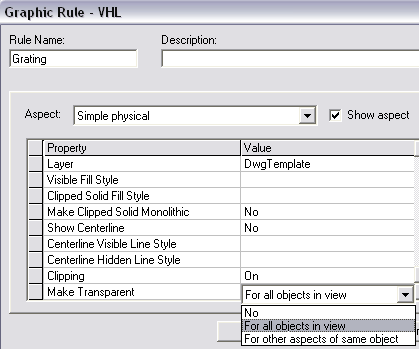 Graphic Rule - VHL
Rule Name: Description:
Grating
Aspect: Simple physical Show aspect
Property Value
Layer DwgTemplate
Visible Fill Style
Clipped Solid Fill Style
Make Clipped Solid Monolithic No
Show Centerline No
Centerline Visible Line Style
Centerline Hidden Line Style
Clipping On
Make Transparent For all objects in view
No
For all objects in view
For other aspects of same object